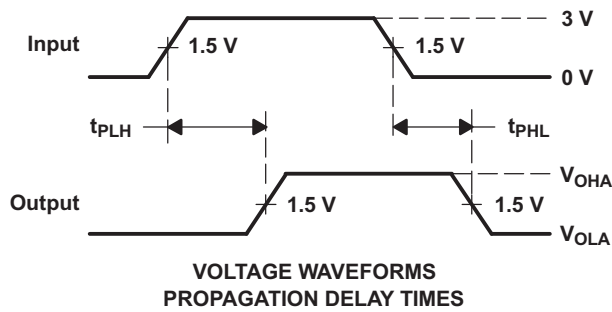 3 V
Input
1.5 V
1.5 V
0 V
tPLH
tPHL
VOHA
Output
1.5 V
1.5 V
VOLA
VOLTAGE WAVEFORMS
PROPAGATION DELAY TIMES